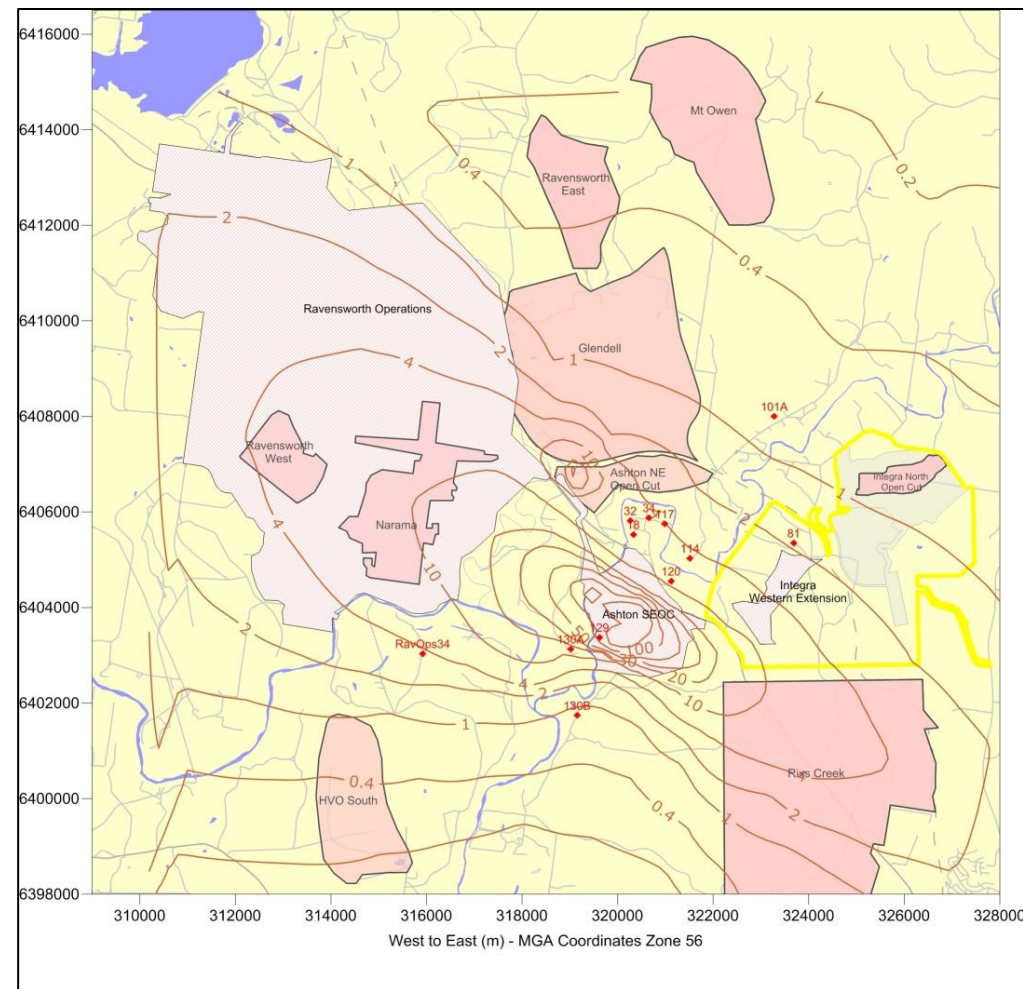 6416000
6414000
6412000
6410000
6408000
6406000
6404000
6402000
6400000
6398000
Mt Owen
1
0.4
Ravensworth
East
0.2
2
0.4
Ravensworth Operations
2
Glendell
1
4
101A
Ravensworth
West
10
Ashton NE
Open Cut
Integra North
Open Cut
1
Narama
2
32
34
117
18
81
4
114
10
120
Integra
Western Extension
2
Ashton SEOC
129
130A
100
RavOps34
30
20
4
2
10
130B
1
4
Rixs Creek
0.4
HVO South
0.4
1
2
310000
312000
314000
316000
318000
320000
322000
324000
326000
328000
West to East (m) - MGA Coordinates Zone 56